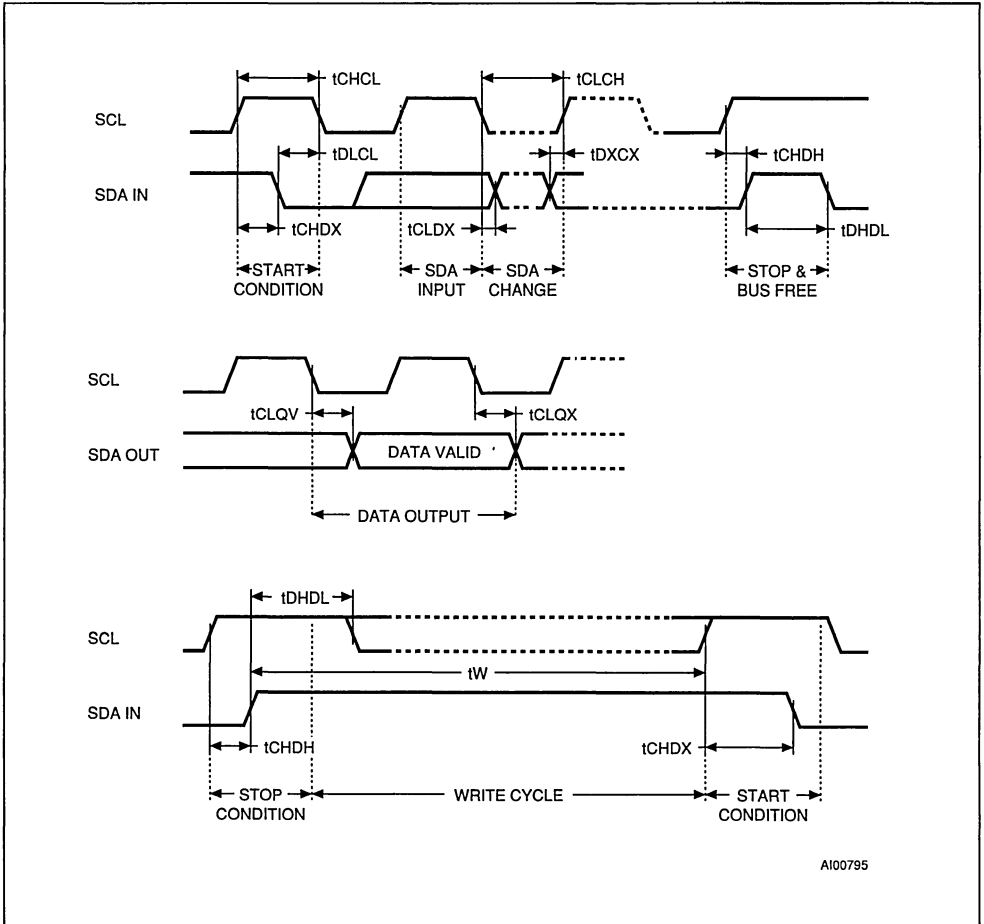 tCHCL
tCLCH
SCL
tDLCL
tDXCX
tCHDH
SDA IN
tCHDX
tCLDX
tDHDL
START
CONDITION
SDA
INPUT
SDA
CHANGE
STOP &
BUS FREE
SCL
tCLQV
tCLQX
SDA OUT
DATA VALID
DATA OUTPUT
tDHDL
SCL
tW
SDA IN
tCHDH
tCHDX
STOP
CONDITION
WRITE CYCLE
START
CONDITION
AI00795